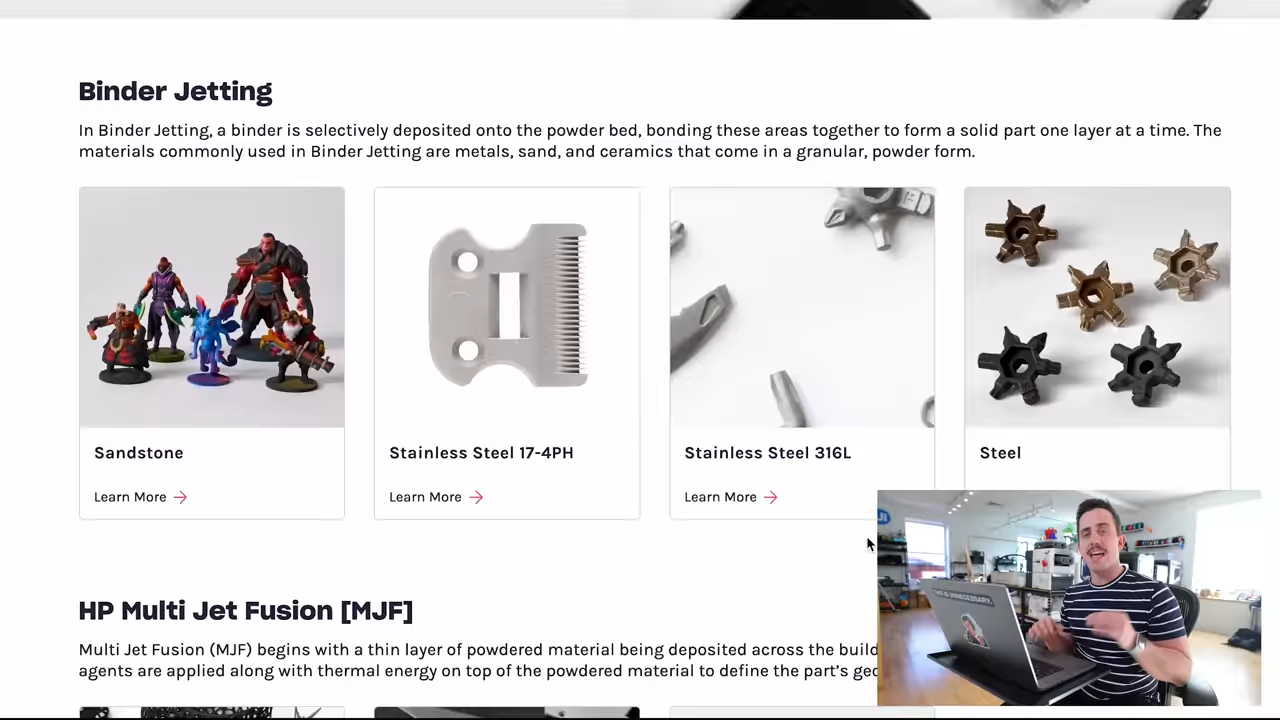 Binder Jetting
In Binder Jetting, a binder is selectively deposited onto the powder bed, bonding these areas together to form a solid part one layer at a time. The
materials commonly used in Binder Jetting are metals, sand, and ceramics that come in a granular, powder form.
Sandstone
Learn More
Stainless Steel 17-4PH
Learn More
Stainless Steel 316L
Learn More
Steel
THIS IS UNNECESSARY.
HP Multi Jet Fusion [MJF]
Multi Jet Fusion (MJF) begins with a thin layer of powdered material being deposited across the build
agents are applied along with thermal energy on top of the powdered material to define the part's